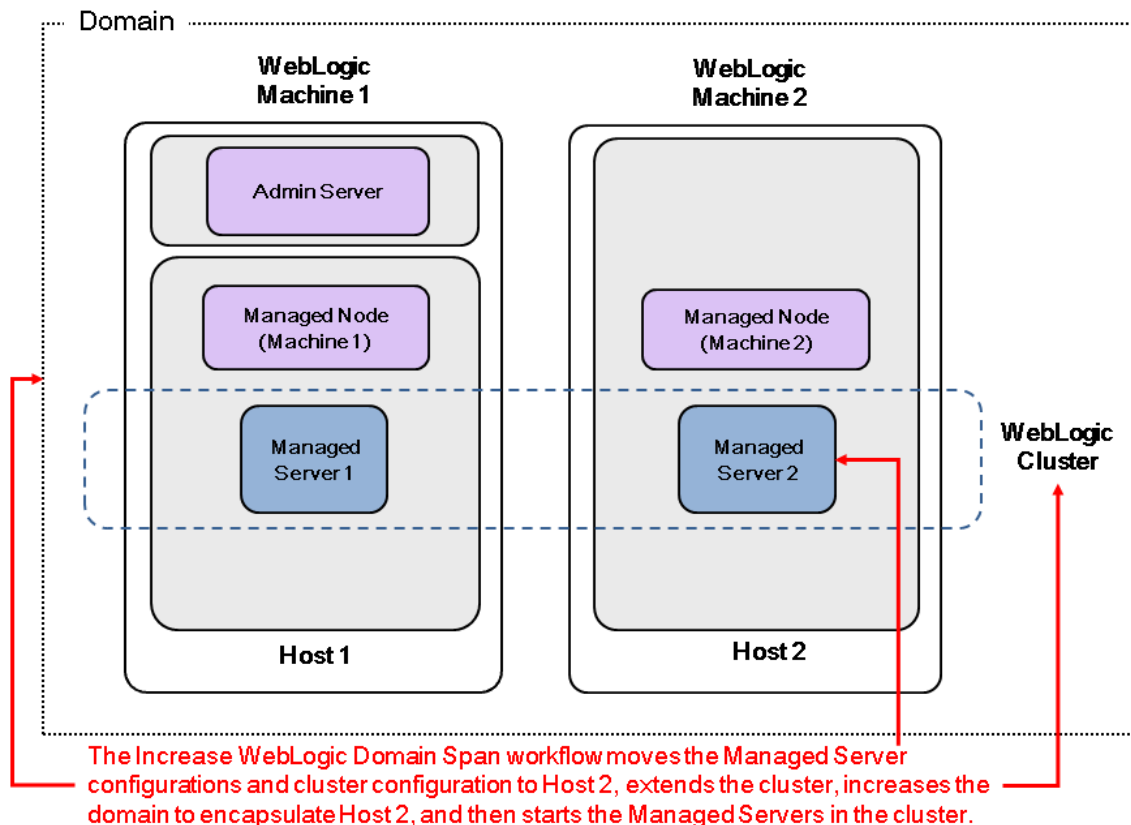 Domain
WebLogic
Machine 1
WebLogic
Machine 2
Admin Server
Managed Node
(Machine 1)
Managed Node
(Machine 2)
Managed
Server 1
Managed
Server 2
WebLogic
Cluster
Host 1
Host 2
The Increase WebLogic Domain Span workflow moves the Managed Server
configurations and cluster configuration to Host 2, extends the cluster, increases the
domain to encapsulate Host 2, and then starts the Managed Servers in the cluster.